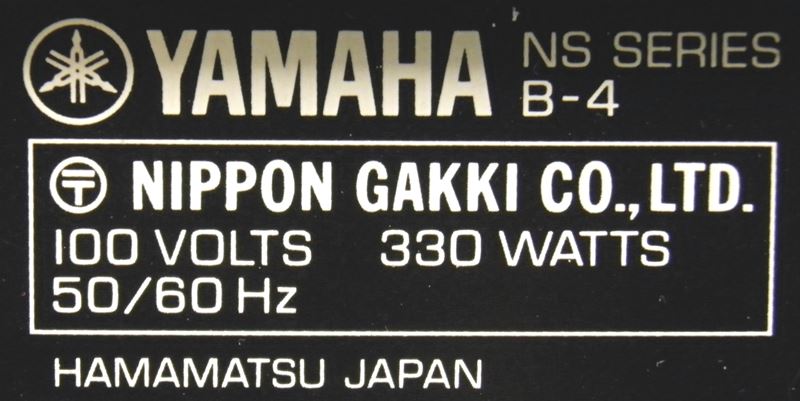 YAMAHA NS SERIES
B-4
〶 NIPPON GAKKI CO., LTD.
100 VOLTS 330 WATTS
50/60 Hz
HAMAMATSU JAPAN